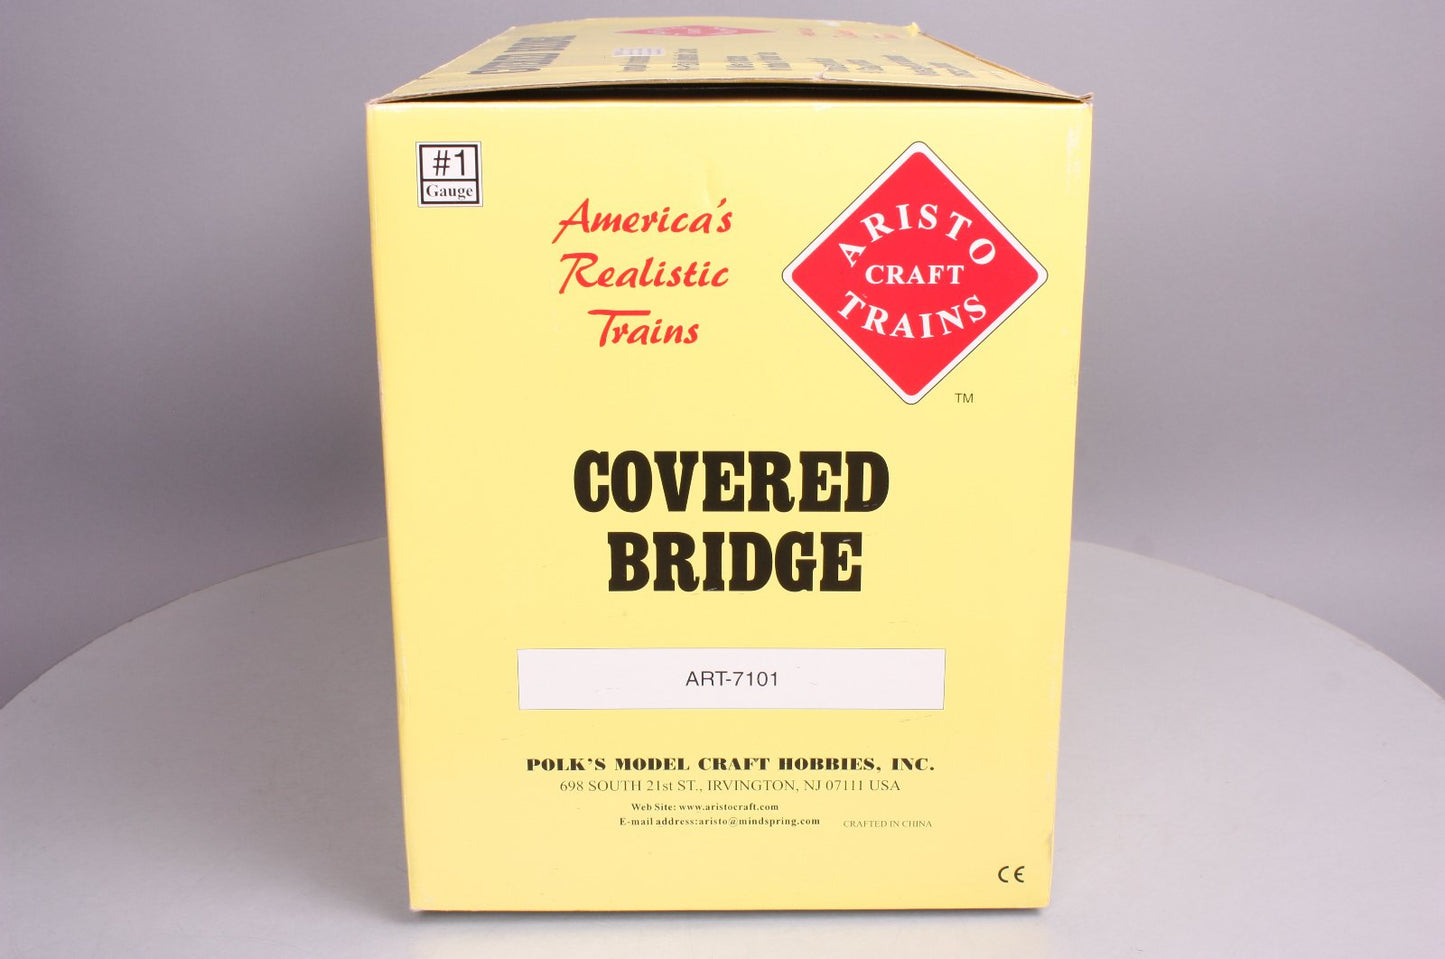 COVERED BRIDGE
#1
Gauge
America's
Realistic
Trains
ARISTO
CRAFT
TRAINS
TM
COVERED
BRIDGE
ART-7101
POLK'S MODEL CRAFT HOBBIES, INC.
698 SOUTH 21st ST., IRVINGTON, NJ 07111 USA
Web Site: www.aristocraft.com
E-mail address:aristo@mindspring.com CRAFTED IN CHINA
CE